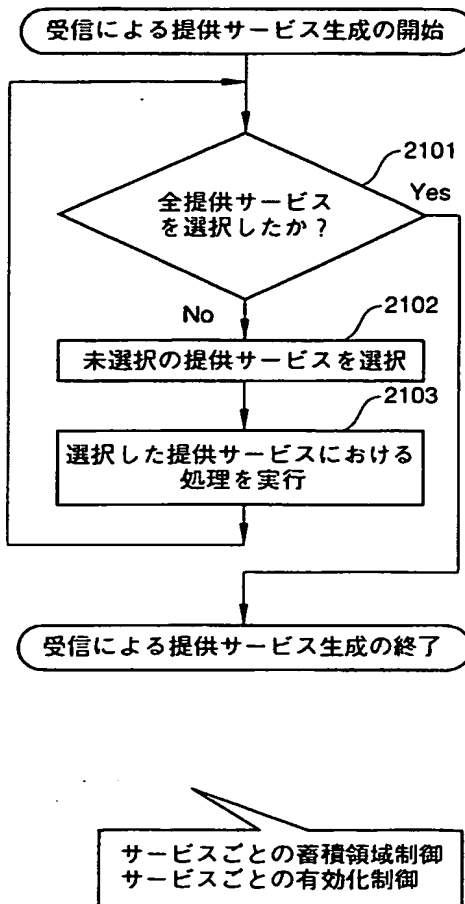 受信による提供サービス生成の開始
2101
全提供サービス
を選択したか？
Yes
No
2102
未選択の提供サービスを選択
2103
選択した提供サービスにおける
処理を実行
受信による提供サービス生成の終了
サービスごとの蓄積領域制御
サービスごとの有効化制御